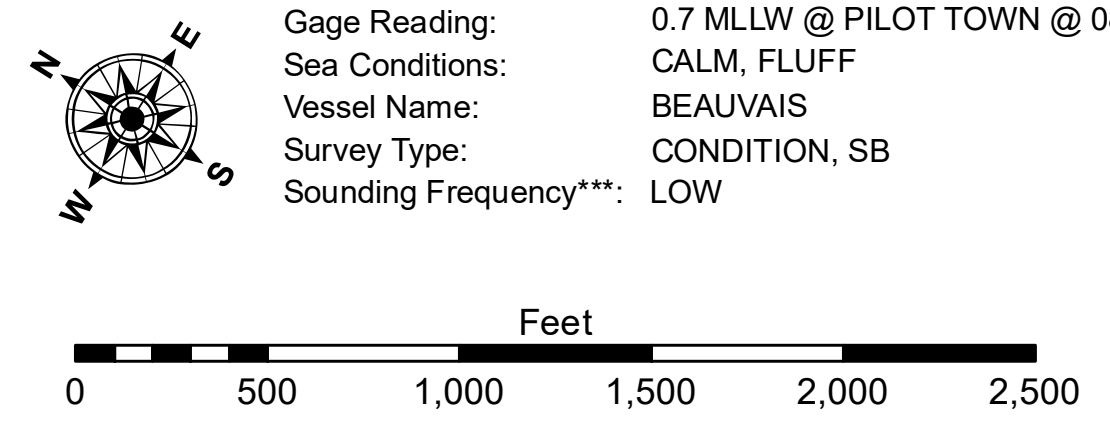 N
E
S
W
Gage Reading: 0.7 MLLW @ PILOT TOWN @
Sea Conditions: CALM, FLUFF
Vessel Name: BEAUVAIS
Survey Type: CONDITION, SB
Sounding Frequency***: LOW
Feet
0 500 1,000 1,500 2,000 2,500